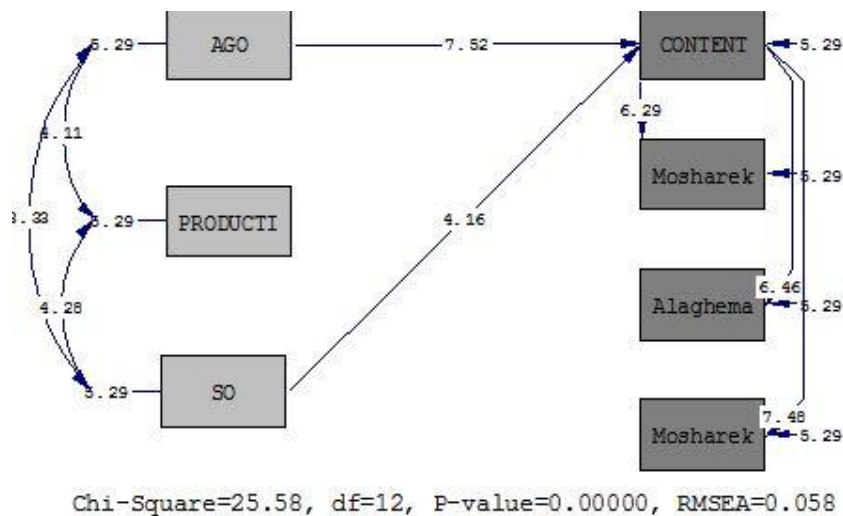 5.29 AGO 7.52 CONTENT 5.29
4.11 6.29
Mosharek 5.29
5.29 PRODUCTI 4.16
4.28 6.46
Alaghema 5.29
5.29 SO
7.48
Mosharek 5.29
Chi-Square=25.58, df=12, P-value=0.00000, RMSEA=0.058